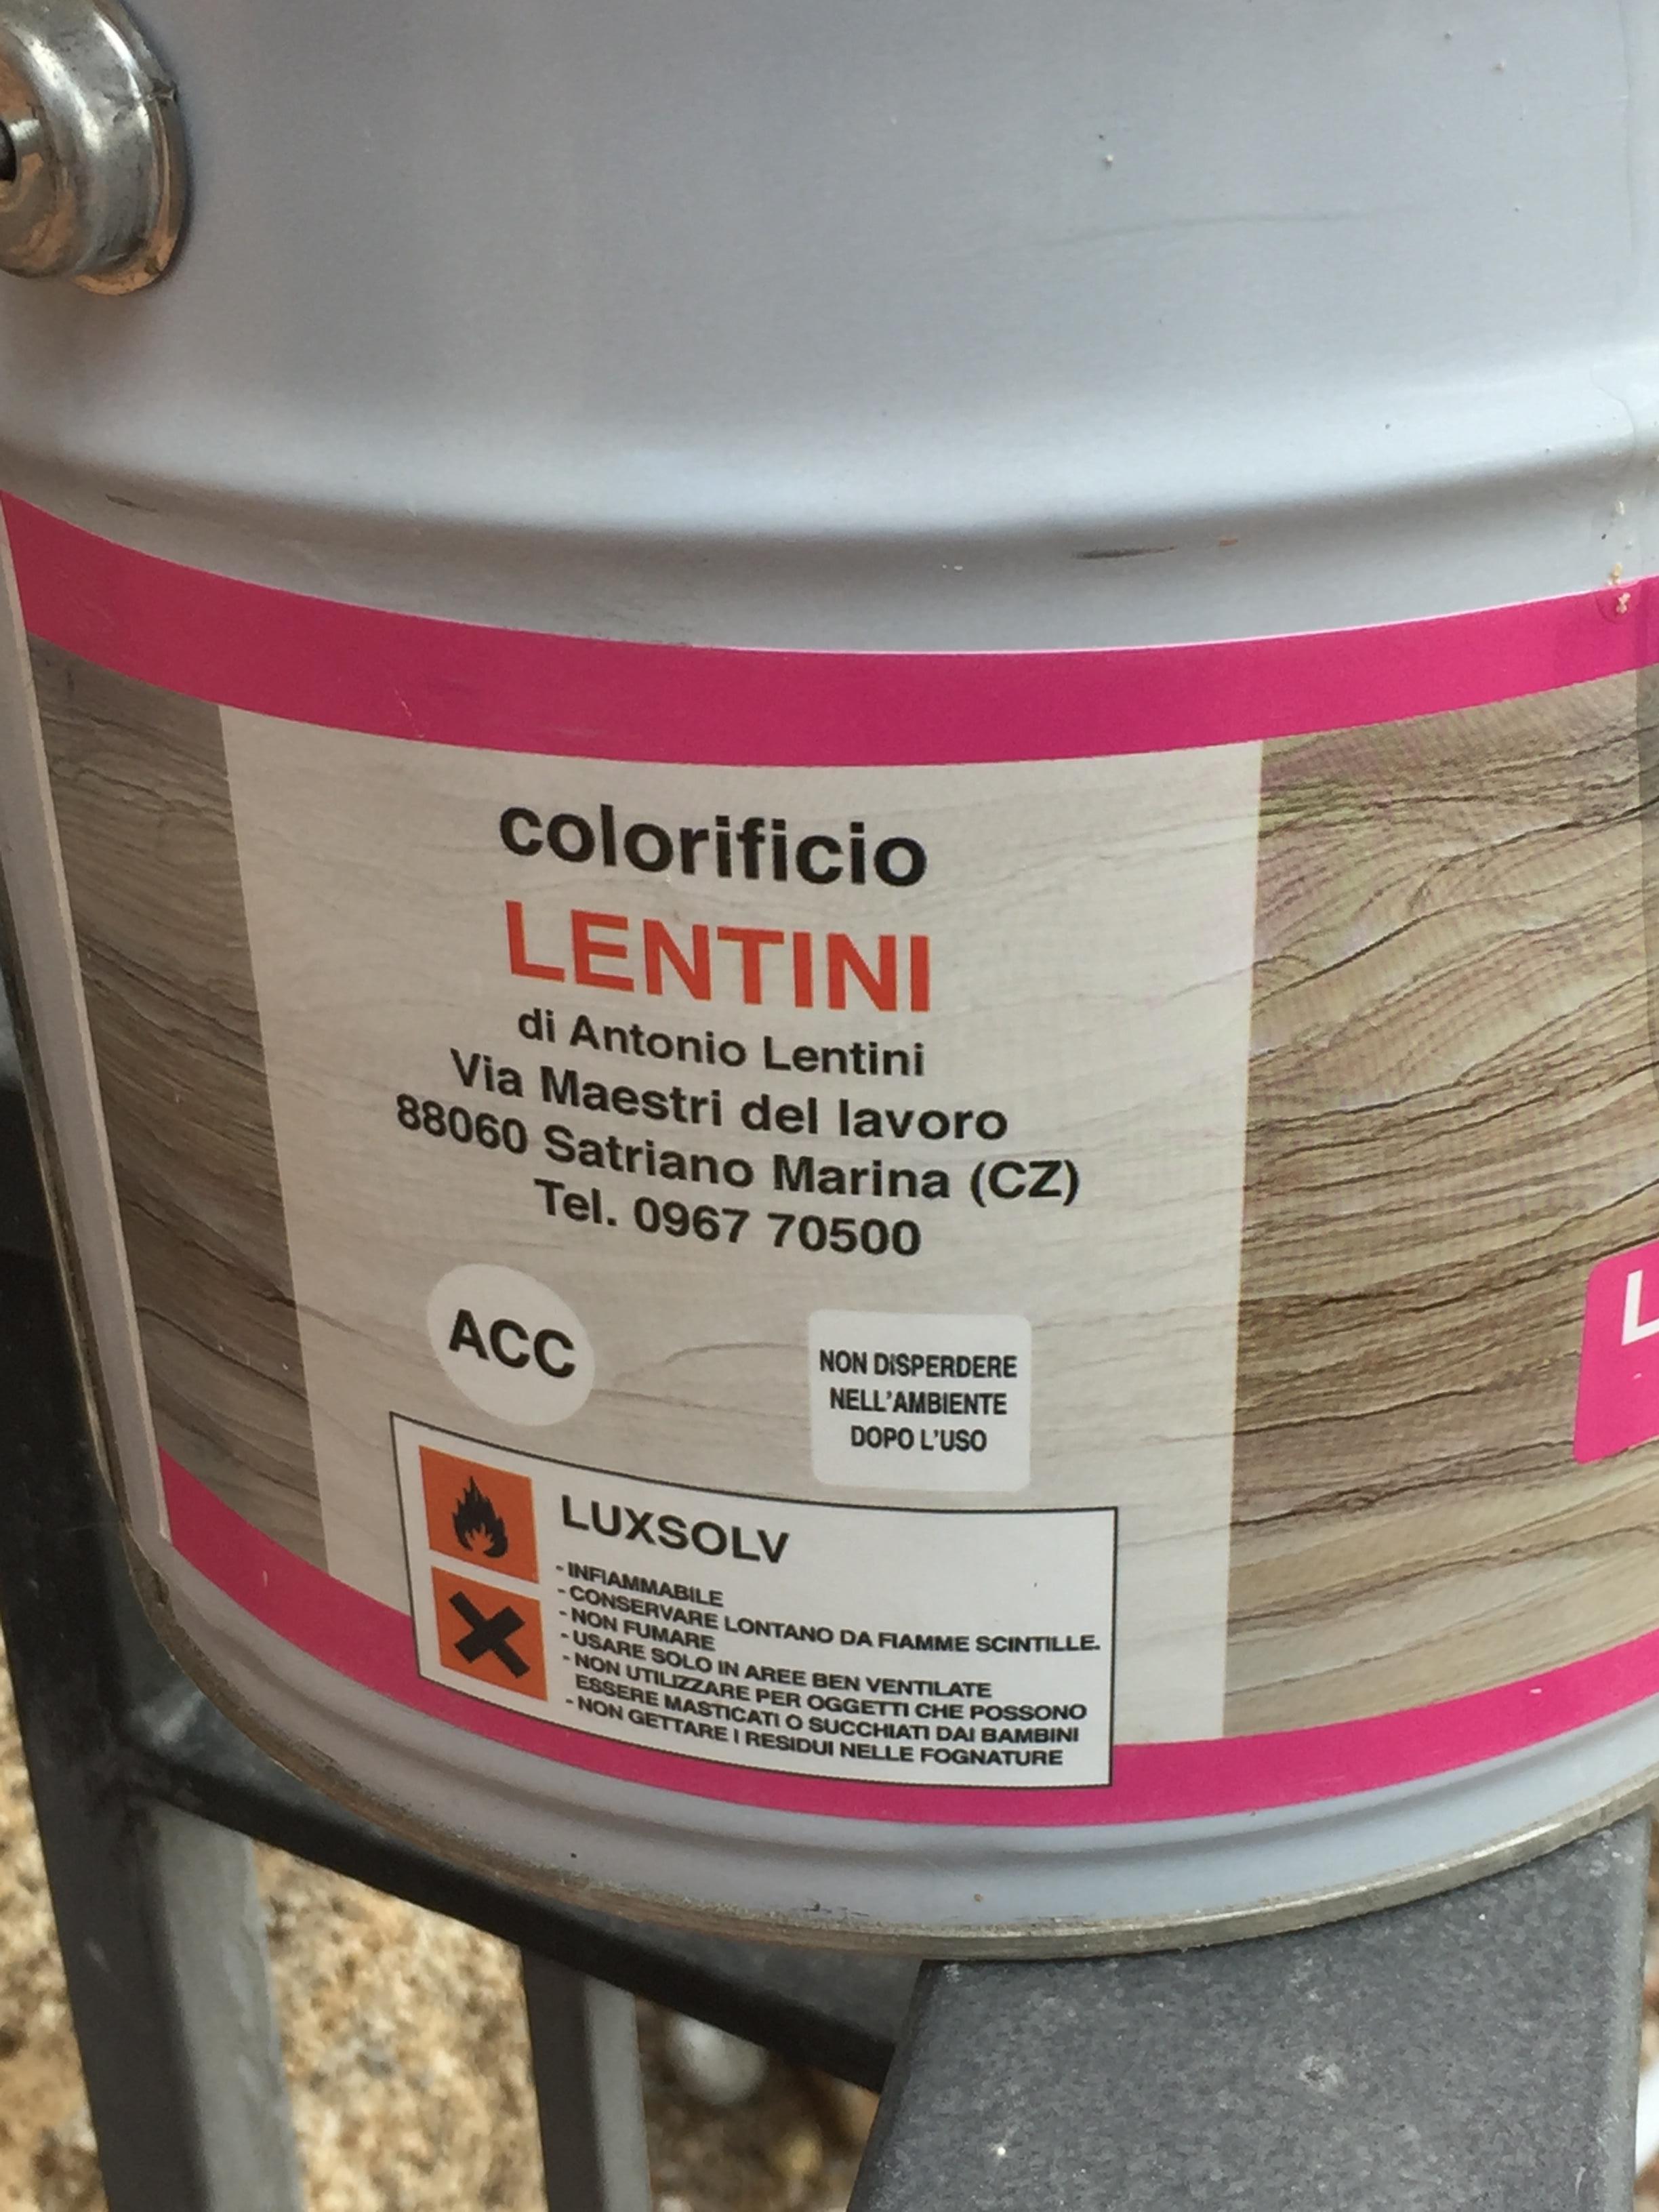 colorificio
LENTINI
di Antonio Lentini
Via Maestri del lavoro
88060 Satriano Marina (CZ)
Tel. 0967 70500
ACC
NON DISPERDERE
NELL'AMBIENTE
DOPO L'USO
LUXSOLV
- INFIAMMABILE
- CONSERVARE LONTANO DA FIAMME SCINTILLE.
- NON FUMARE
- USARE SOLO IN AREE BEN VENTILATE
- NON UTILIZZARE PER OGGETTI CHE POSSONO
ESSERE MASTICATI O SUCCHIATI DAI BAMBINI
- NON GETTARE I RESIDUI NELLE FOGNATURE